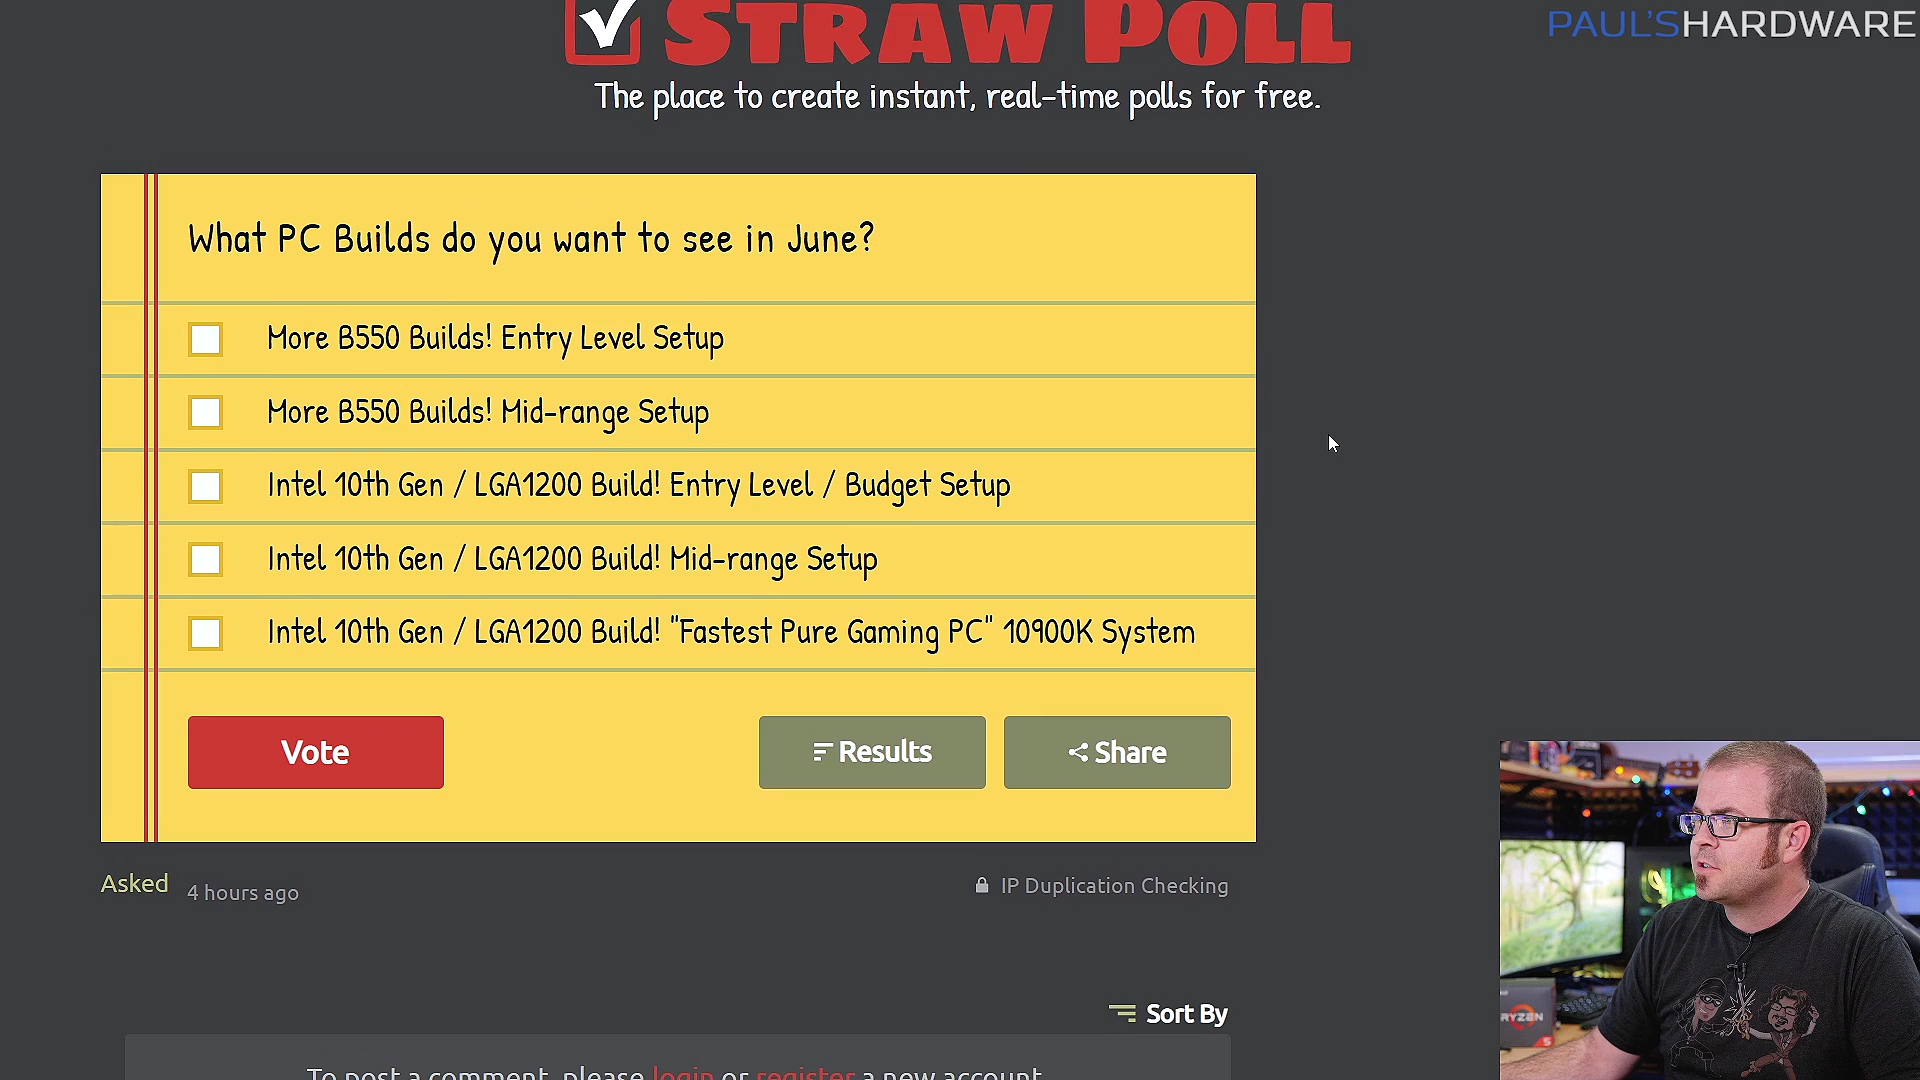 STRAW POLL
PAUL'SHARDWARE
The place to create instant, real-time polls for free.
What PC Builds do you want to see in June?
More B550 Builds! Entry Level Setup
More B550 Builds! Mid-range Setup
Intel 10th Gen / LGA1200 Build! Entry Level / Budget Setup
Intel 10th Gen / LGA1200 Build! Mid-range Setup
Intel 10th Gen / LGA1200 Build! "Fastest Pure Gaming PC" 10900K System
Vote
Results
Share
Asked 4 hours ago
IP Duplication Checking
Sort By
RYZEN
5
To post a comment, please login or register a new account